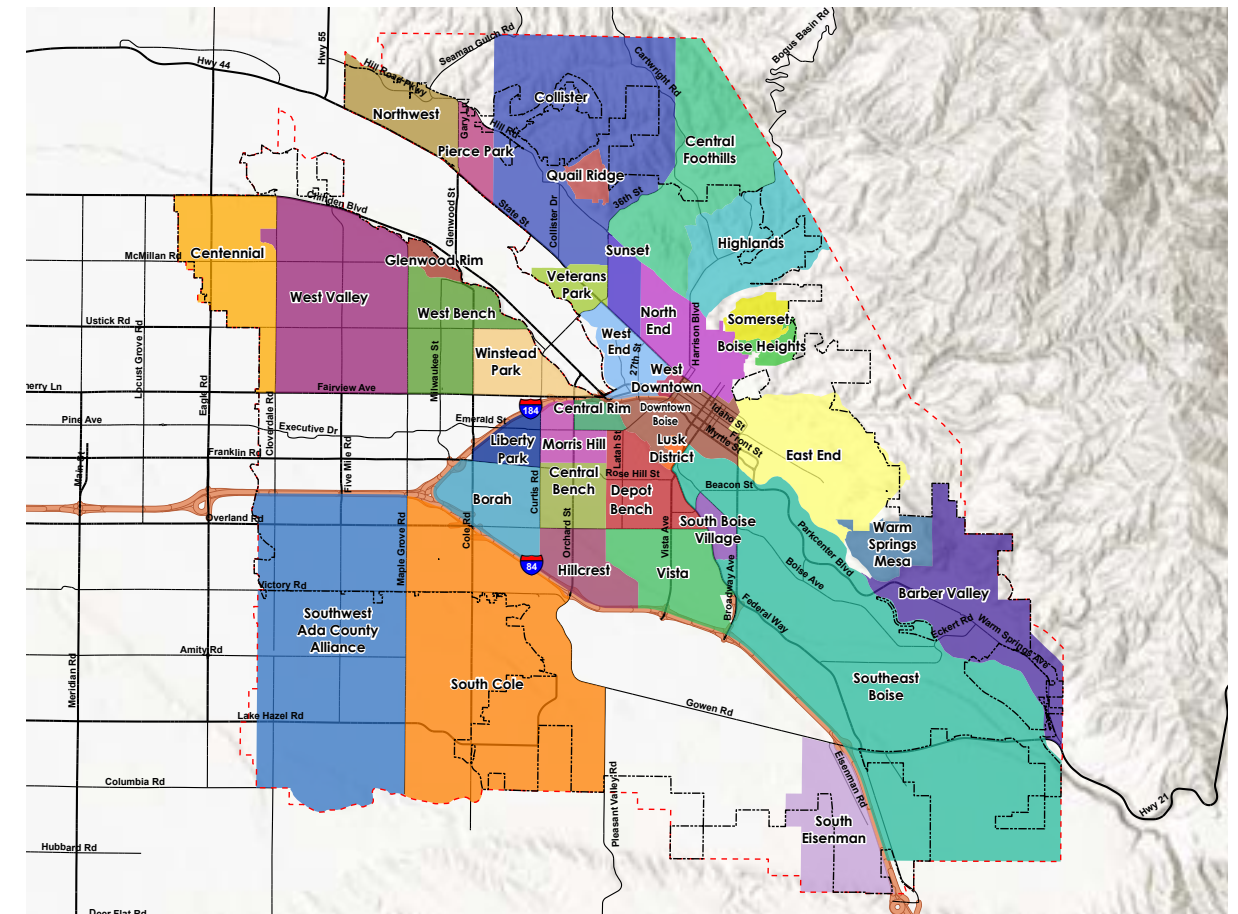 Hwy 44
Hwy 55
Seaman Gulch Rd
Bogus Basin Rd
Cartwright Rd
Hill Road Pkwy
Northwest
Collister
Gary Ln
Hill Rd
Pierce Park
Central
Foothills
Quail Ridge
36th St
Chinden Blvd
Glenwood St
State St
Collister Dr
McMillan Rd
Centennial
Glenwood Rim
Sunset
Highlands
West Valley
Veterans
Park
West Bench
North
End
Somerset
Ustick Rd
Locust Grove Rd
West
End
27th St
Harrison Blvd
Boise Heights
Winstead
Park
Milwaukee St
West
Downtown
herry Ln
Eagle Rd
Fairview Ave
Cloverdale Rd
184
Central Rim
Downtown
Boise
Idaho St
Pine Ave
Executive Dr
Emerald St
Front St
Myrtle St
Main St
Franklin Rd
Five Mile Rd
Liberty
Park
Morris Hill
Latah St
Lusk
District
East End
Central
Bench
Rose Hill St
Borah
Curtis Rd
Depot
Bench
Beacon St
Overland Rd
Maple Grove Rd
Cole Rd
Orchard St
Vista Ave
South Boise
Village
Parkcenter Blvd
Warm
Springs
Mesa
84
Hillcrest
Vista
Broadway Ave
Boise Ave
Victory Rd
Southwest
Ada County
Alliance
Federal Way
Barber Valley
Eckert Rd
Warm Springs Ave
Amity Rd
Meridian Rd
South Cole
Southeast
Boise
Lake Hazel Rd
Gowen Rd
Columbia Rd
Pleasant Valley Rd
Eisenman Rd
South
Eisenman
Hwy 21
Hubbard Rd
Deer Flat Rd